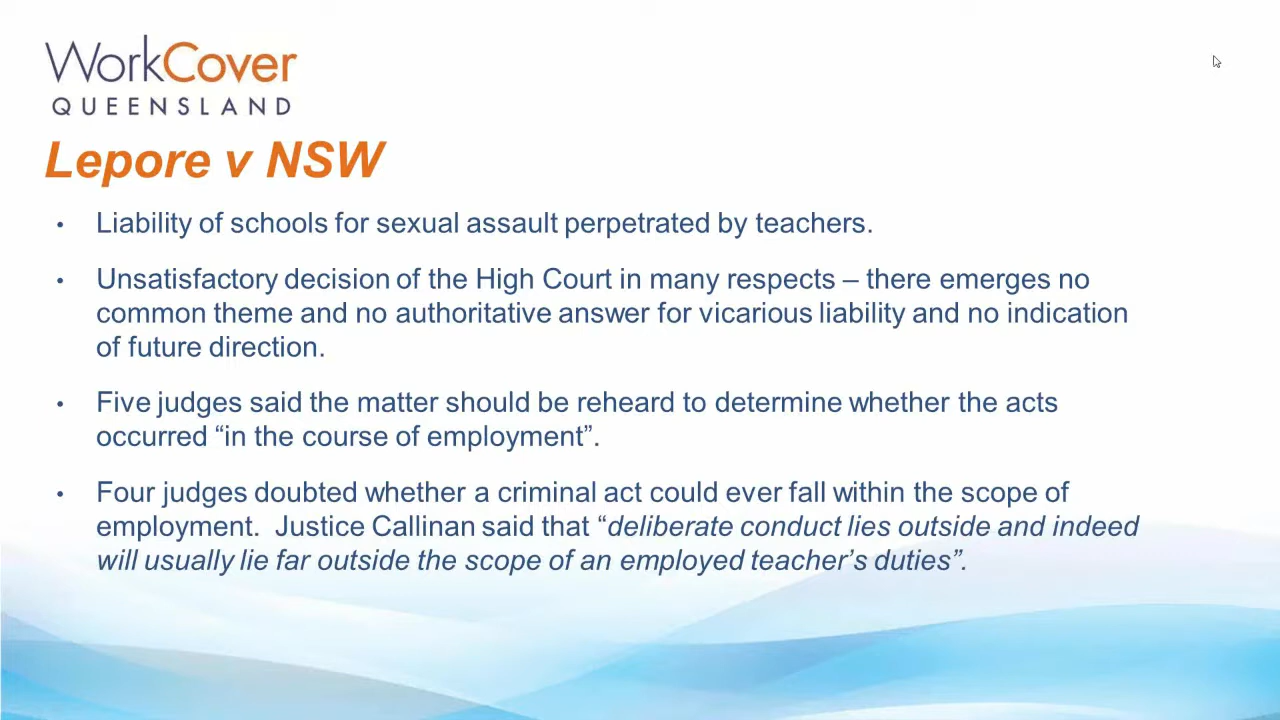 WorkCover
QUEENSLAND
Lepore v NSW
• Liability of schools for sexual assault perpetrated by teachers.
• Unsatisfactory decision of the High Court in many respects – there emerges no
common theme and no authoritative answer for vicarious liability and no indication
of future direction.
• Five judges said the matter should be reheard to determine whether the acts
occurred “in the course of employment”.
• Four judges doubted whether a criminal act could ever fall within the scope of
employment.  Justice Callinan said that “deliberate conduct lies outside and indeed
will usually lie far outside the scope of an employed teacher’s duties”.